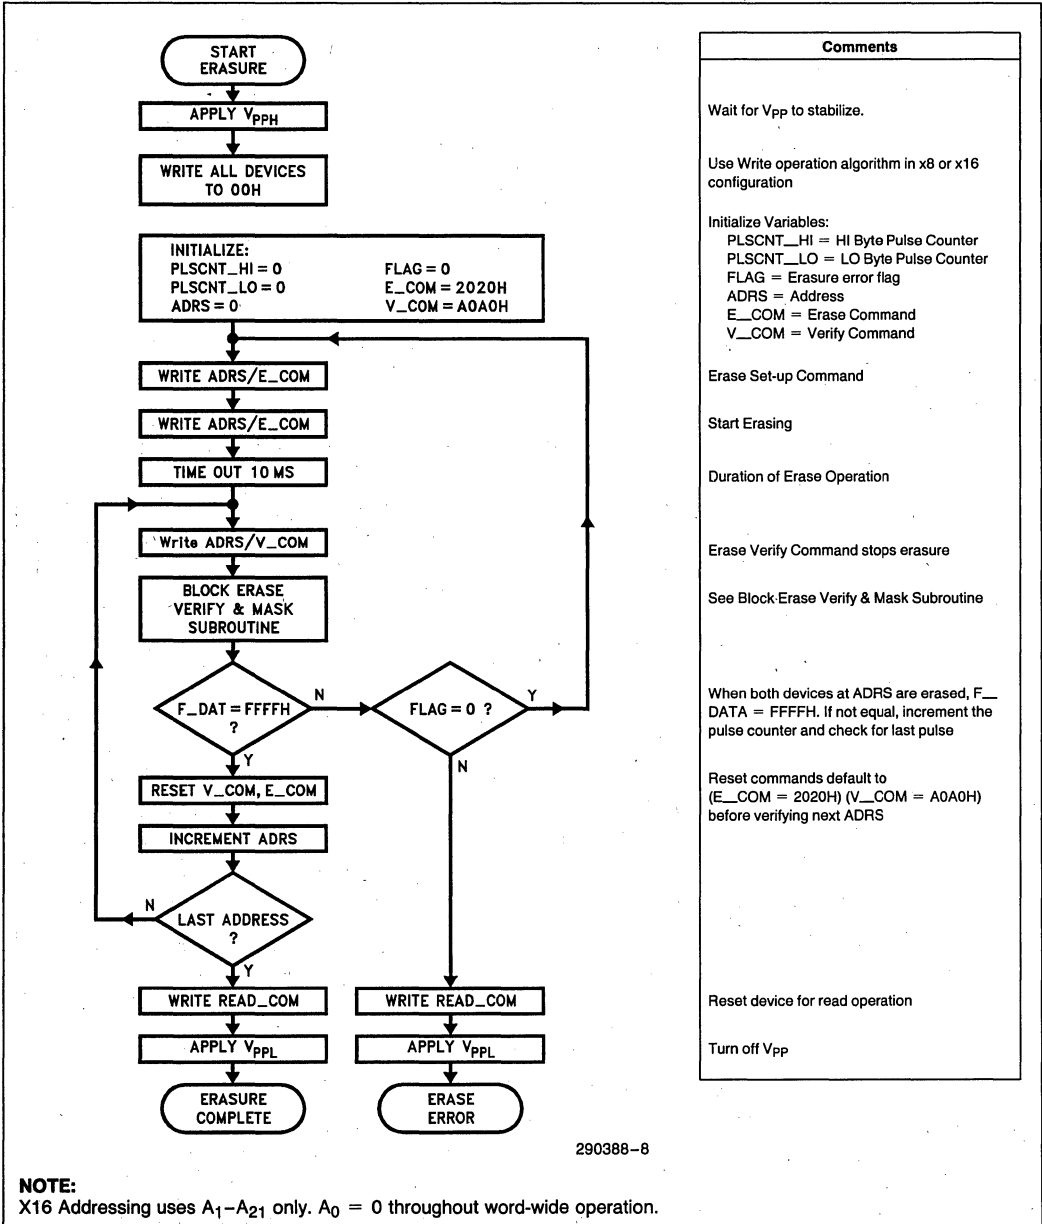 START
ERASURE
APPLY VPPH
WRITE ALL DEVICES
TO 00H
INITIALIZE:
PLSCNT_HI = 0
PLSCNT_LO = 0
ADRS = 0
FLAG = 0
E_COM = 2020H
V_COM = A0A0H
WRITE ADRS/E_COM
WRITE ADRS/E_COM
TIME OUT 10 MS
Write ADRS/V_COM
BLOCK ERASE
VERIFY & MASK
SUBROUTINE
F_DAT = FFFFH
?
N
Y
FLAG = 0 ?
Y
N
RESET V_COM, E_COM
INCREMENT ADRS
LAST ADDRESS
?
N
Y
WRITE READ_COM
APPLY VPPL
ERASURE
COMPLETE
WRITE READ_COM
APPLY VPPL
ERASE
ERROR
Comments
Wait for VPP to stabilize.
Use Write operation algorithm in x8 or x16
configuration
Initialize Variables:
PLSCNT__HI = HI Byte Pulse Counter
PLSCNT__LO = LO Byte Pulse Counter
FLAG = Erasure error flag
ADRS = Address
E__COM = Erase Command
V__COM = Verify Command
Erase Set-up Command
Start Erasing
Duration of Erase Operation
Erase Verify Command stops erasure
See Block Erase Verify & Mask Subroutine
When both devices at ADRS are erased, F__
DATA = FFFFH. If not equal, increment the
pulse counter and check for last pulse
Reset commands default to
(E__COM = 2020H) (V__COM = A0A0H)
before verifying next ADRS
Reset device for read operation
Turn off VPP
290388–8
NOTE:
X16 Addressing uses A1–A21 only. A0 = 0 throughout word-wide operation.